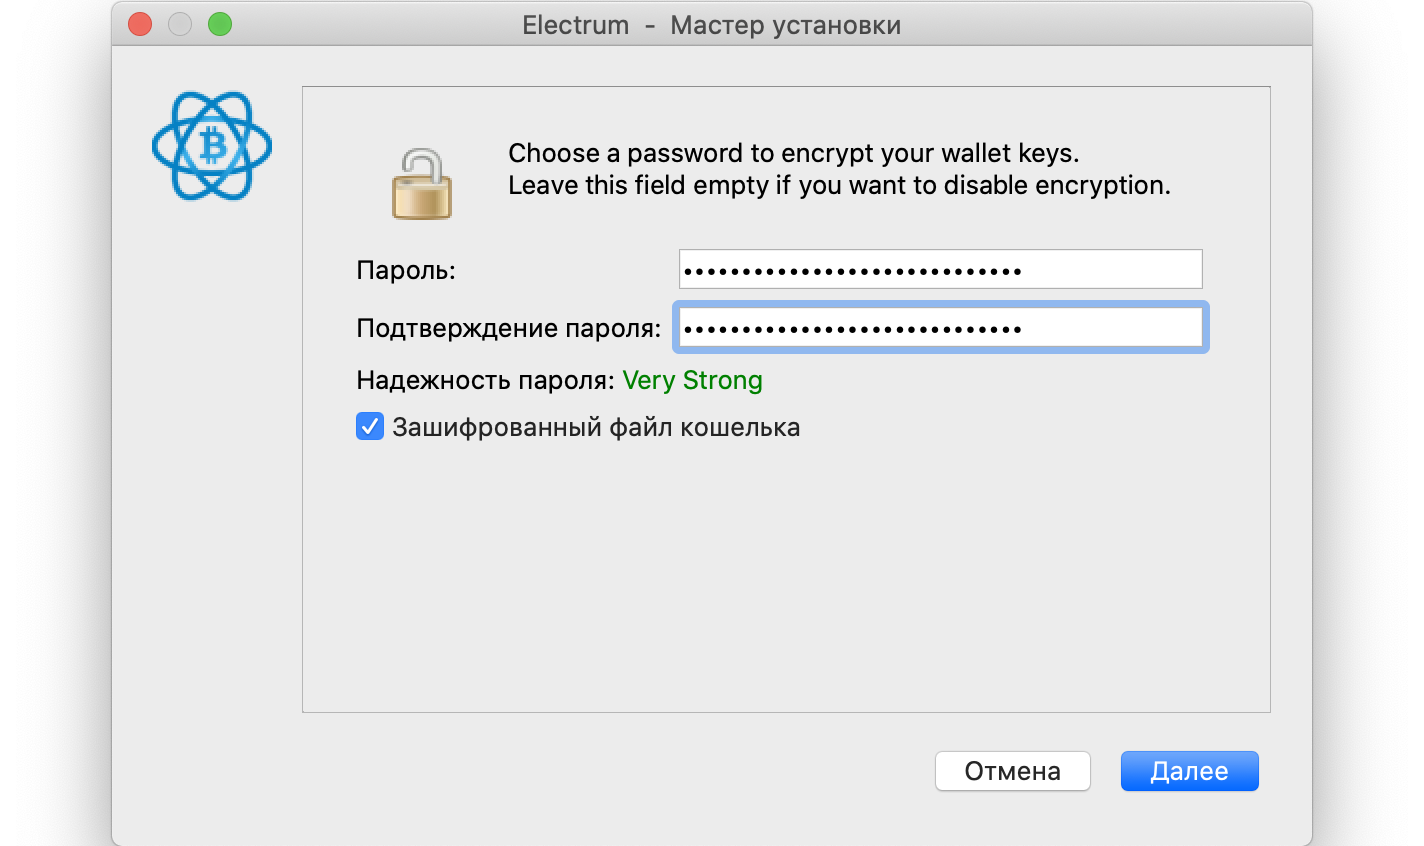 Electrum - Мастер установки
Choose a password to encrypt your wallet keys.
Leave this field empty if you want to disable encryption.
Пароль: •••••••••••••••••••••••••••••
Подтверждение пароля: •••••••••••••••••••••••••••••
Надежность пароля: Very Strong
Зашифрованный файл кошелька
Отмена Далее